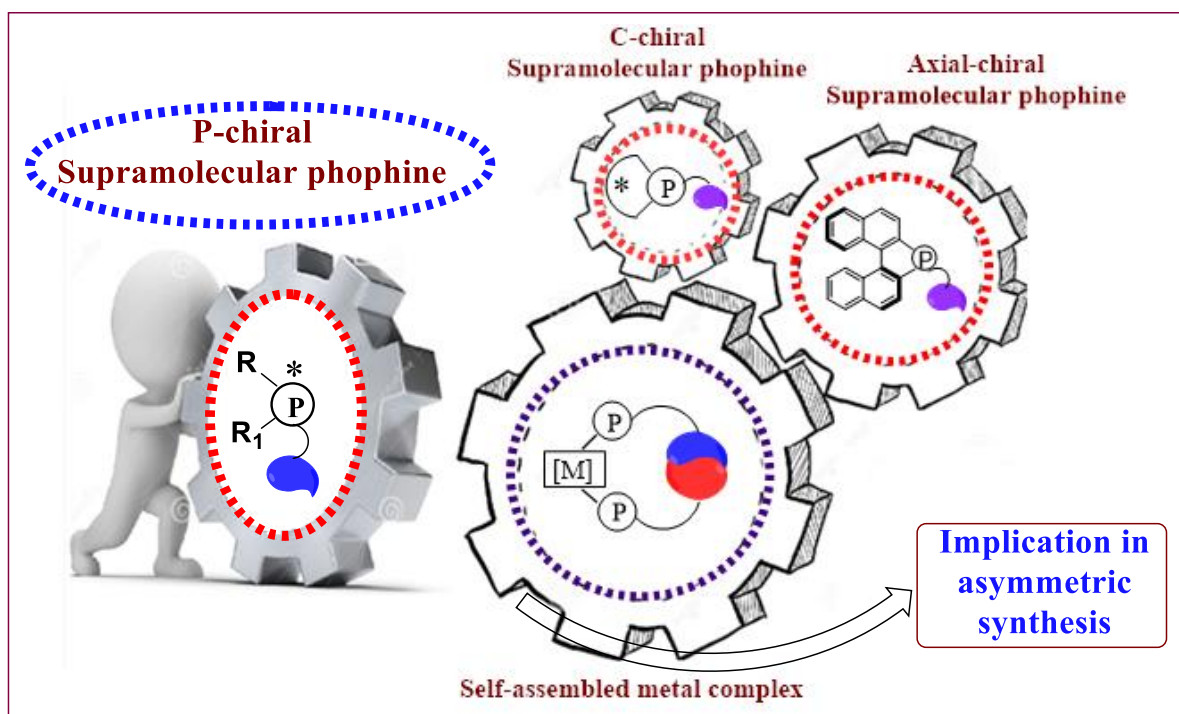 C-chiral
Supramolecular phophine
Axial-chiral
Supramolecular phophine
P-chiral
Supramolecular phophine
*
P
P
R
*
P
R1
P
[M]
P
Implication in
asymmetric
synthesis
Self-assembled metal complex